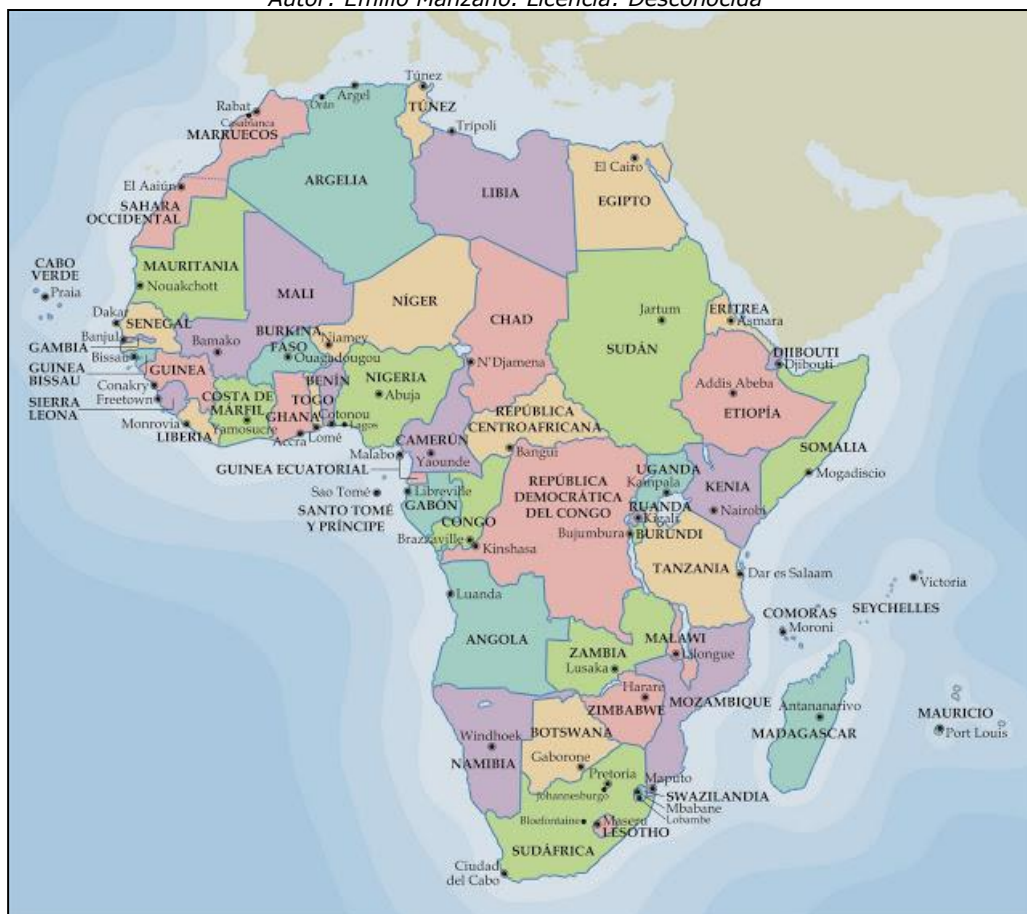 Autor: Emilio Manzano. Licencia: Desconocida
Túnez
Argel
Orán
TÚNEZ
Rabat
Casablanca
MARRUECOS
Trípoli
El Cairo
El Aaiún
ARGELIA
LIBIA
EGIPTO
SAHARA
OCCIDENTAL
CABO
VERDE
Praia
MAURITANIA
Nouakchott
MALI
NÍGER
CHAD
Jartum
SUDÁN
ERITREA
Asmara
Dakar
SENEGAL
Banjul
GAMBIA
Bissau
GUINEA
BISSAU
Bamako
BURKINA
FASO
Ouagadougou
Niamey
N'Djamena
DJIBOUTI
Djibouti
GUINEA
Conakry
Freetown
SIERRA
LEONA
COSTA DE
MÁRFIL
Yamosucre
BENÍN
TOGO
GHANA
NIGERIA
Abuja
Addis Abeba
ETIOPÍA
Monrovia
LIBERIA
Accra
Lomé
Cotonou
Lagos
REPÚBLICA
CENTROAFRICANA
Bangui
SOMALIA
Mogadiscio
Malabo
CAMERÚN
Yaounde
GUINEA ECUATORIAL
Sao Tomé
SANTO TOMÉ
Y PRÍNCIPE
Libreville
GABÓN
CONGO
Brazzaville
Kinshasa
REPÚBLICA
DEMOCRÁTICA
DEL CONGO
UGANDA
Kampala
KENIA
Nairobi
RUANDA
Kigali
Bujumbura
BURUNDI
TANZANIA
Dar es Salaam
Victoria
SEYCHELLES
Luanda
ANGOLA
COMORAS
Moroni
ZAMBIA
Lusaka
MALAWI
Lilongue
Harare
ZIMBABWE
MOZAMBIQUE
Antananarivo
MADAGASCAR
MAURICIO
Port Louis
Windhoek
NAMIBIA
BOTSWANA
Gaborone
Pretoria
Johannesburgo
Maputo
SWAZILANDIA
Mbabane
Lobambe
Bloefontaine
Maseru
LESOTHO
SUDÁFRICA
Ciudad
del Cabo